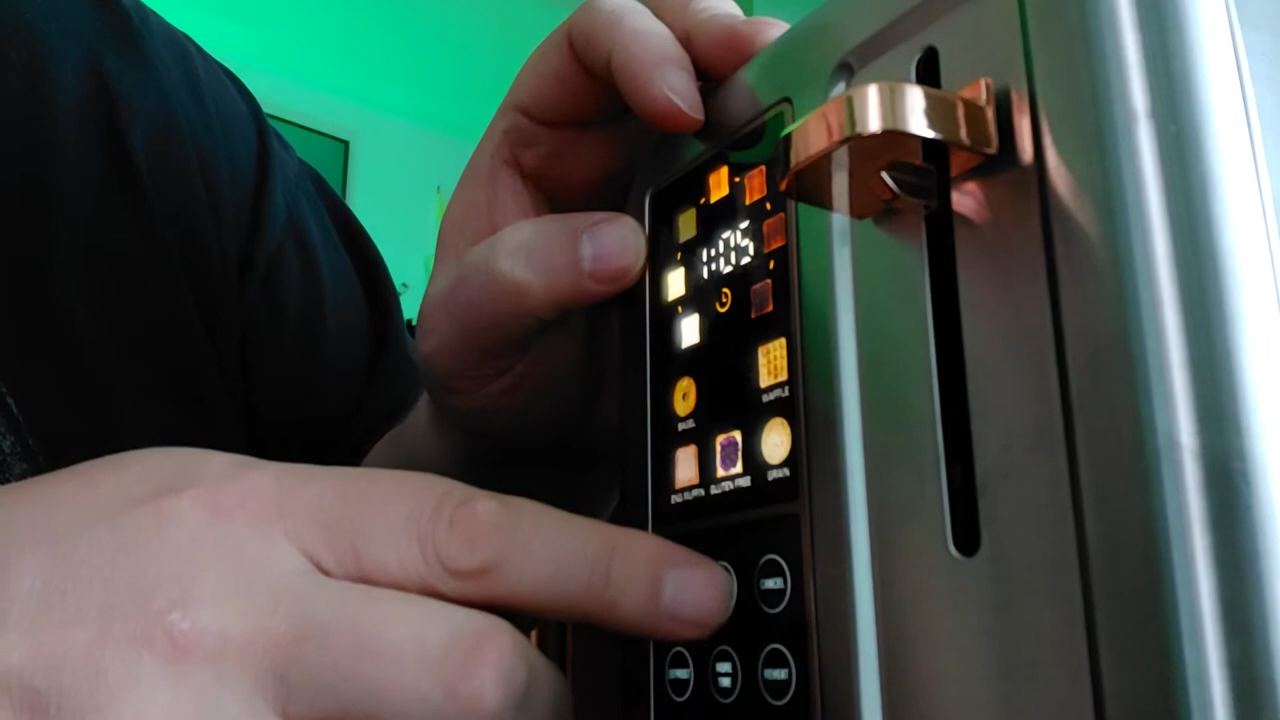 1:05
WAFFLE
BAGEL
ENG MUFFIN GLUTEN FREE GRAIN
CANCEL
REHEAT